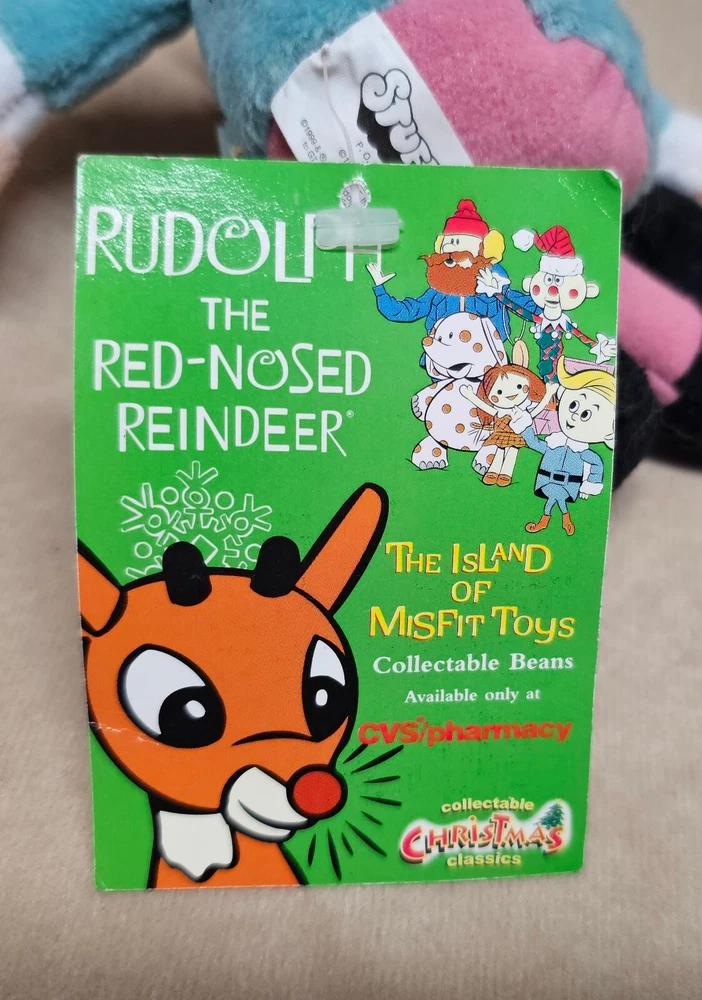 ©1999 &
P. O.
RUDOLPH
THE
RED-NOSED
REINDEER®
THE ISLAND
OF
MISFIT TOYS
Collectable Beans
Available only at
CVS/pharmacy
collectable
CHRISTMAS
classics